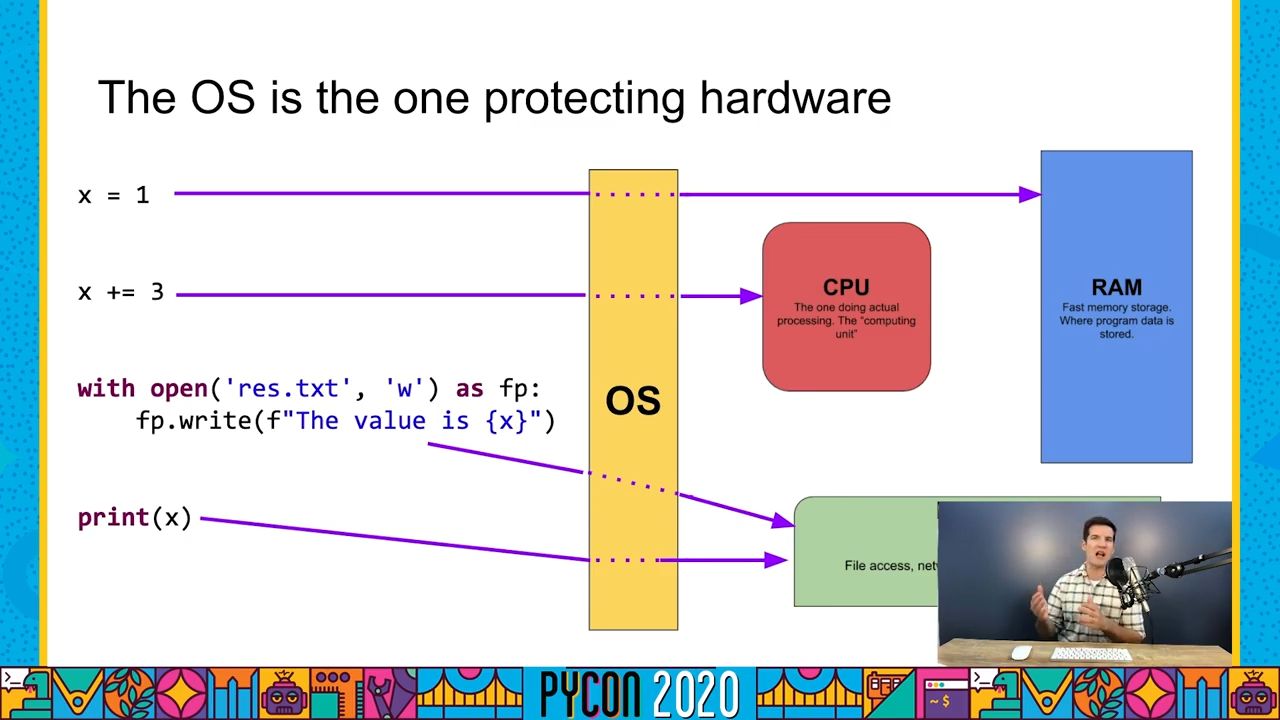 The OS is the one protecting hardware
x = 1
x += 3
with open('res.txt', 'w') as fp:
fp.write(f"The value is {x}")
print(x)
OS
CPU
The one doing actual
processing. The “computing
unit”
RAM
Fast memory storage.
Where program data is
stored.
File access,
PYCON 2020
>_
~ $